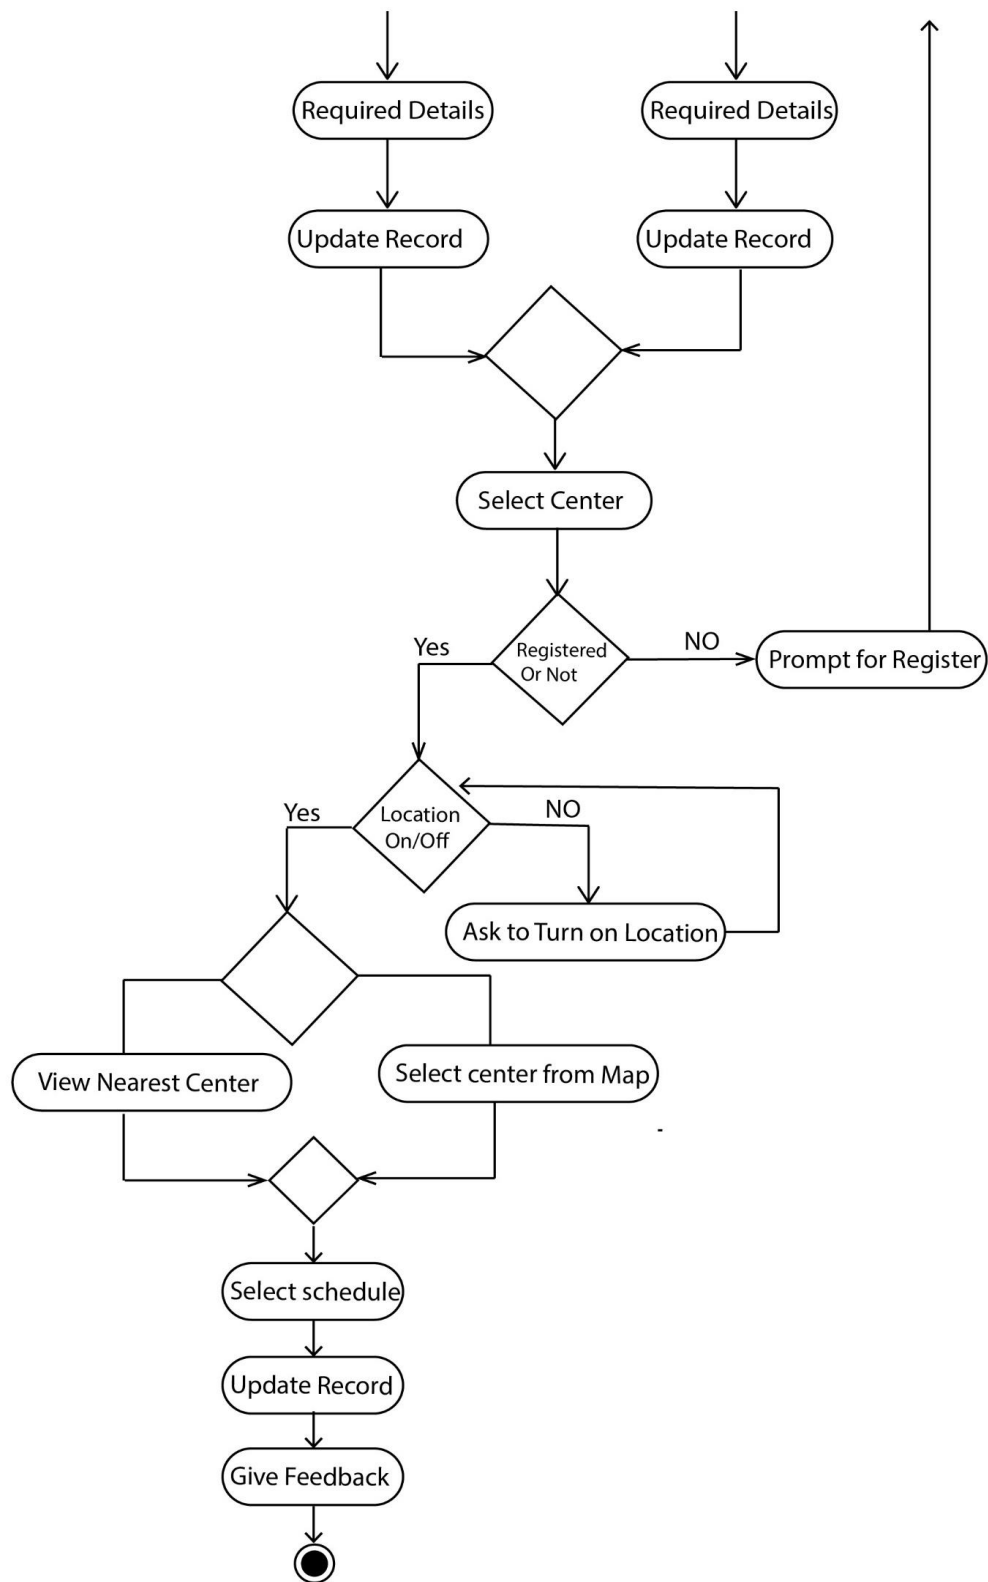 Required Details
Required Details
Update Record
Update Record
Select Center
Yes
Registered
Or Not
NO
Prompt for Register
Yes
Location
On/Off
NO
Ask to Turn on Location
View Nearest Center
Select center from Map
-
Select schedule
Update Record
Give Feedback